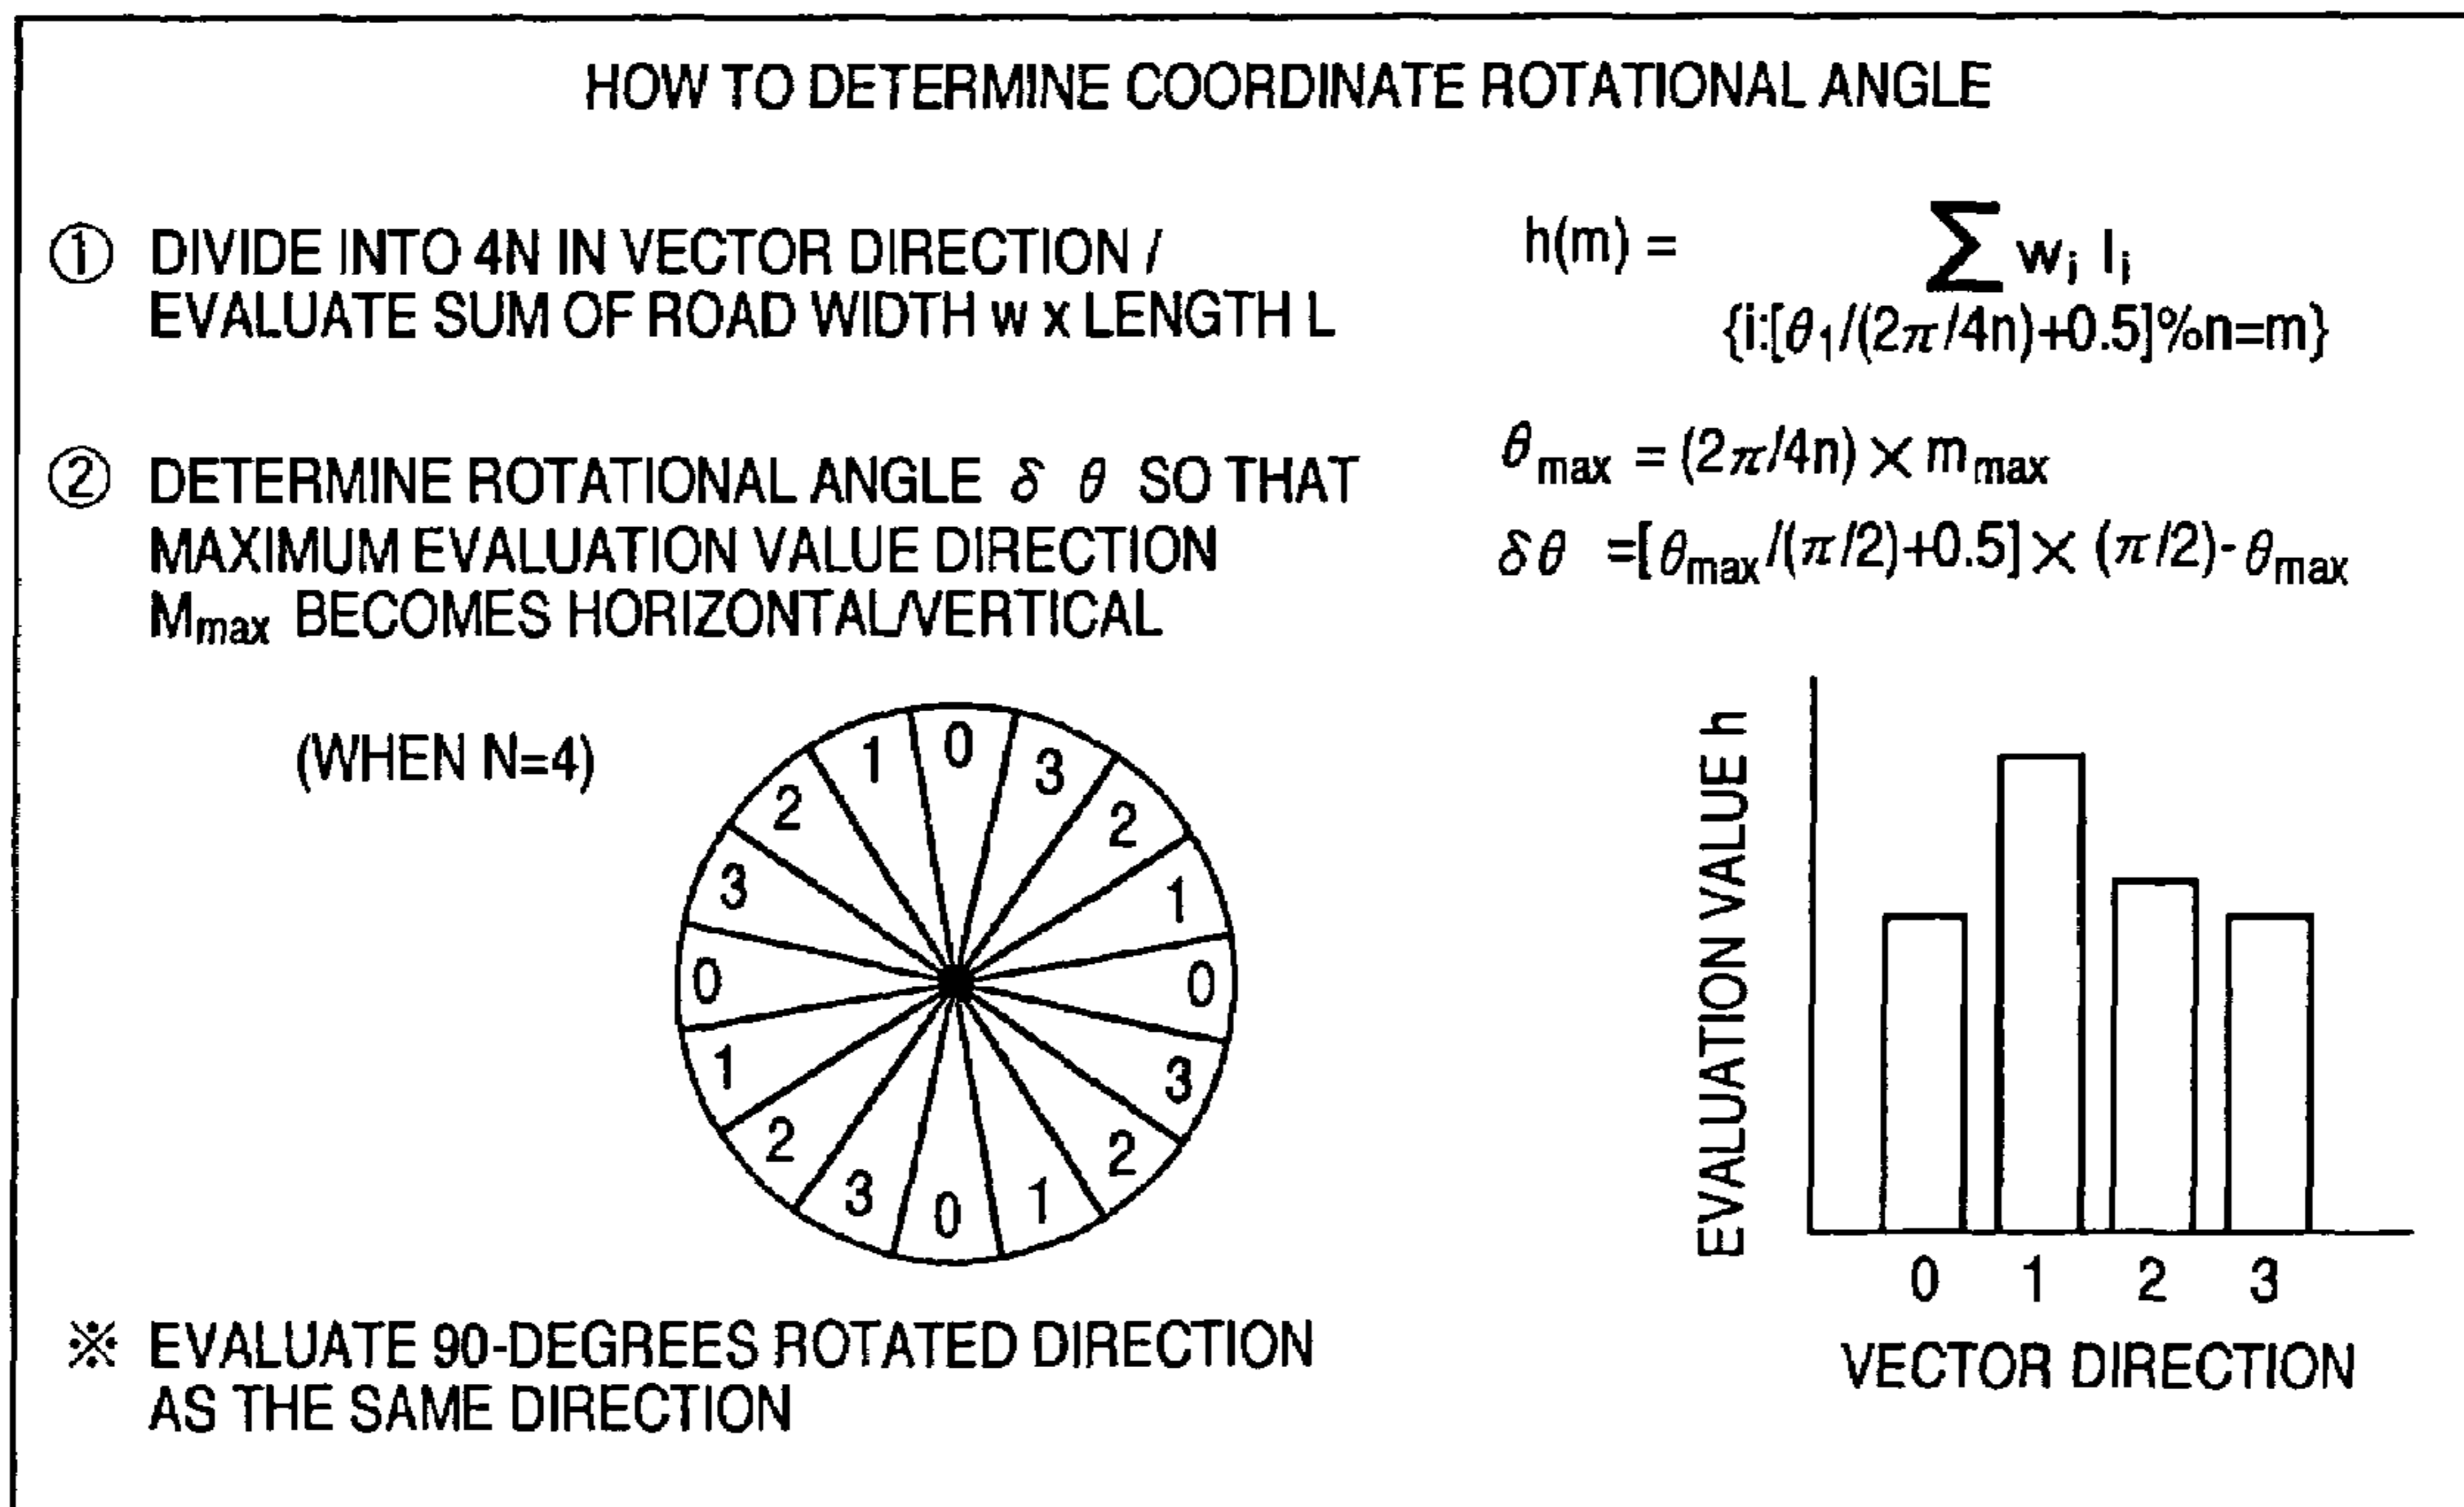 HOW TO DETERMINE COORDINATE ROTATIONAL ANGLE
① DIVIDE INTO 4N IN VECTOR DIRECTION /
EVALUATE SUM OF ROAD WIDTH w x LENGTH L
h(m) = ∑ wⱼ lⱼ
{i:[θ₁/(2π/4n)+0.5]%n=m}
② DETERMINE ROTATIONAL ANGLE δ θ SO THAT
MAXIMUM EVALUATION VALUE DIRECTION
Mmax BECOMES HORIZONTAL/VERTICAL
θmax = (2π/4n) × mmax
δθ =[θmax/(π/2)+0.5] × (π/2)-θmax
(WHEN N=4)
0
3
2
1
0
3
2
1
0
3
2
1
0
3
2
1
EVALUATION VALUE h
0 1 2 3
VECTOR DIRECTION
※ EVALUATE 90-DEGREES ROTATED DIRECTION
AS THE SAME DIRECTION